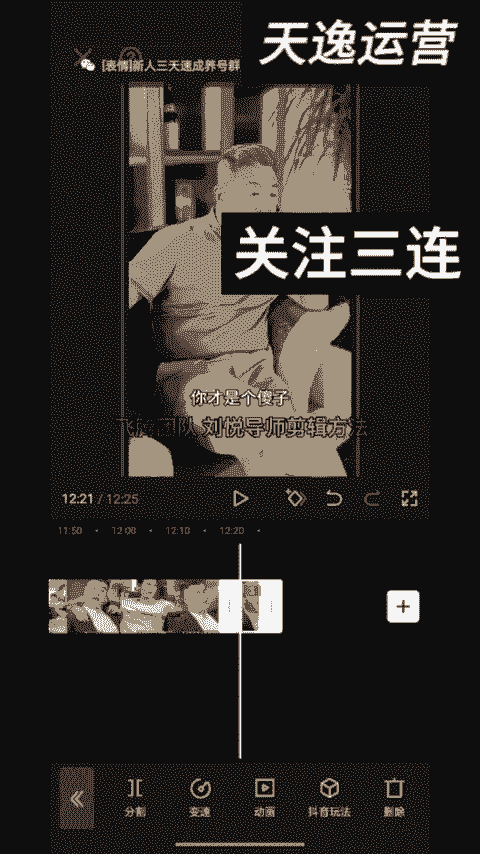 天逸运营
[表情]新人三天速成养号群
关注三连
你才是个傻子
团队 刘悦导师剪辑方法
12:21 / 12:25
11:50 12:00 12:10 12:20
分割 变速 动画 抖音玩法 删除